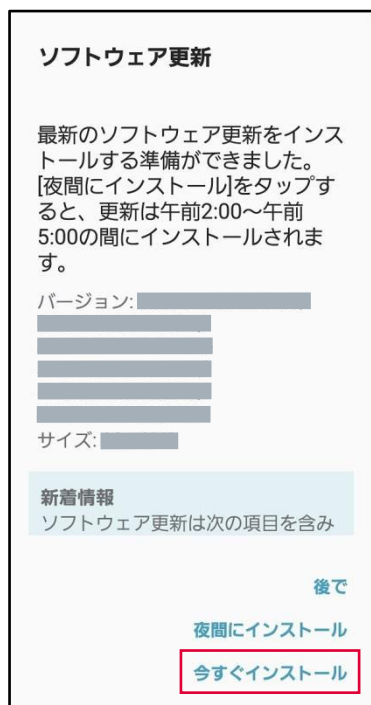 ソフトウェア更新
最新のソフトウェア更新をインス
トールする準備ができました。
[夜間にインストール]をタップす
ると、更新は午前2:00～午前
5:00の間にインストールされま
す。
バージョン:
サイズ:
新着情報
ソフトウェア更新は次の項目を含み
後で
夜間にインストール
今すぐインストール